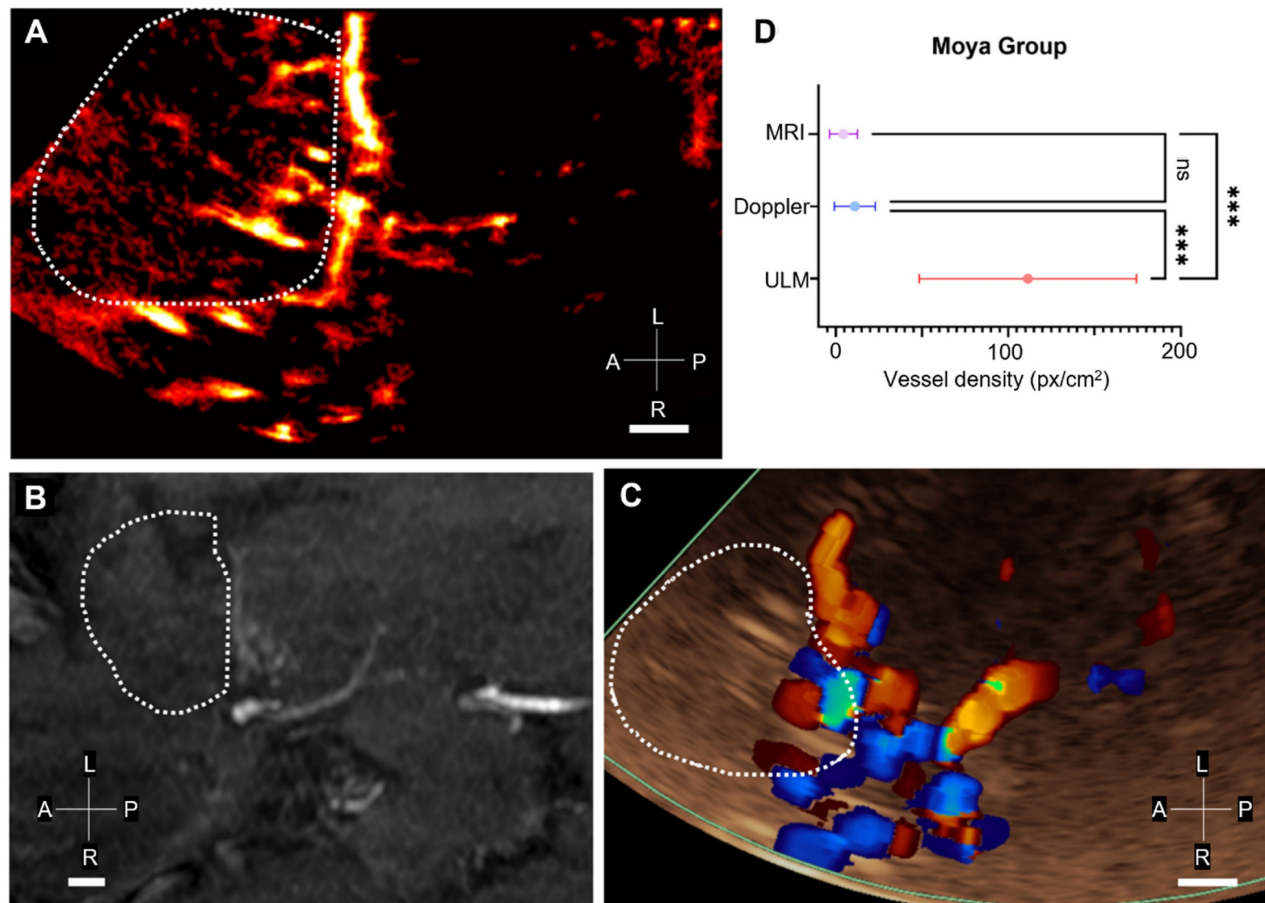 A
L
A P
R
D
Moya Group
MRI
Doppler
ULM
ns
***
***
0 100 200
Vessel density (px/cm²)
B
L
A P
R
C
L
A P
R